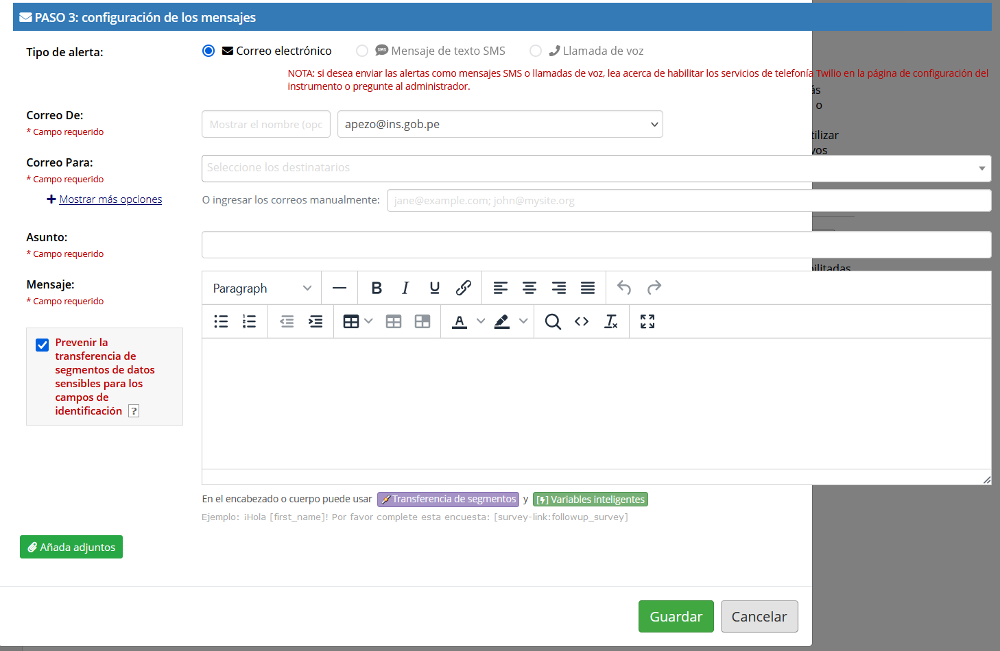 PASO 3: configuración de los mensajes
Tipo de alerta:
Correo electrónico
Mensaje de texto SMS
Llamada de voz
NOTA: si desea enviar las alertas como mensajes SMS o llamadas de voz, lea acerca de habilitar los servicios de telefonía Twilio en la página de configuración del
instrumento o pregunte al administrador.
o
Correo De:
* Campo requerido
Mostrar el nombre (opc
apezo@ins.gob.pe
Correo Para:
* Campo requerido
Seleccione los destinatarios
Mostrar más opciones
O ingresar los correos manualmente:
jane@example.com; john@mysite.org
Asunto:
* Campo requerido
Mensaje:
* Campo requerido
Paragraph
Prevenir la
transferencia de
segmentos de datos
sensibles para los
campos de
identificación ?
En el encabezado o cuerpo puede usar Transferencia de segmentos y Variables inteligentes
Ejemplo: ¡Hola [first_name]! Por favor complete esta encuesta: [survey-link:followup_survey]
Añada adjuntos
Guardar
Cancelar